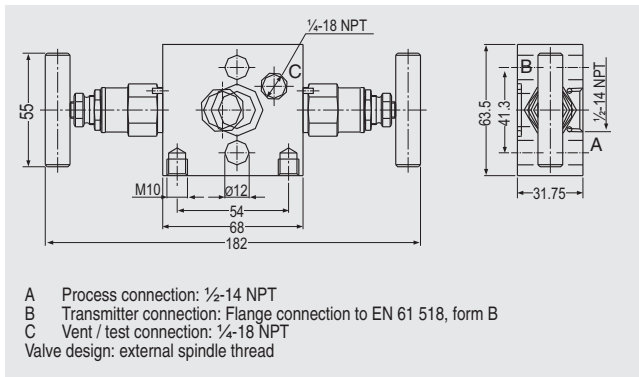 ¼-18 NPT
B
C
55
63.5
41.3
½-14 NPT
A
M10
ø12
54
68
182
31.75
A Process connection: ½-14 NPT
B Transmitter connection: Flange connection to EN 61 518, form B
C Vent / test connection: ¼-18 NPT
Valve design: external spindle thread